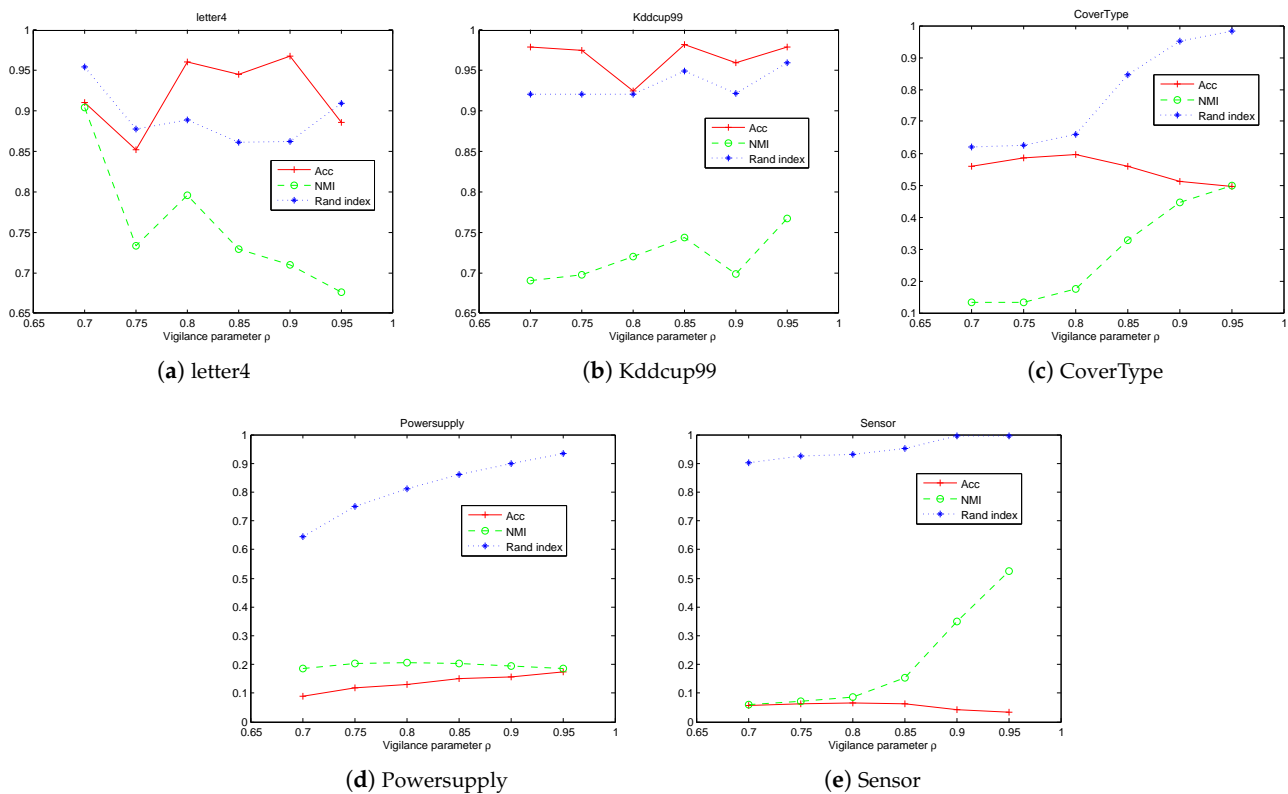 letter4
1
0.95
0.9
0.85
0.8
0.75
0.7
0.65
0.65 0.7 0.75 0.8 0.85 0.9 0.95 1
Vigilance parameter ρ
Acc
NMI
Rand index
(a) letter4
Kddcup99
1
0.95
0.9
0.85
0.8
0.75
0.7
0.65
0.65 0.7 0.75 0.8 0.85 0.9 0.95 1
Vigilance parameter ρ
Acc
NMI
Rand index
(b) Kddcup99
CoverType
1
0.9
0.8
0.7
0.6
0.5
0.4
0.3
0.2
0.1
0.65 0.7 0.75 0.8 0.85 0.9 0.95 1
Vigilance parameter ρ
Acc
NMI
Rand index
(c) CoverType
Powersupply
1
0.9
0.8
0.7
0.6
0.5
0.4
0.3
0.2
0.1
0
0.65 0.7 0.75 0.8 0.85 0.9 0.95 1
Vigilance parameter ρ
Acc
NMI
Rand index
(d) Powersupply
Sensor
1
0.9
0.8
0.7
0.6
0.5
0.4
0.3
0.2
0.1
0
0.65 0.7 0.75 0.8 0.85 0.9 0.95 1
Vigilance parameter ρ
Acc
NMI
Rand index
(e) Sensor